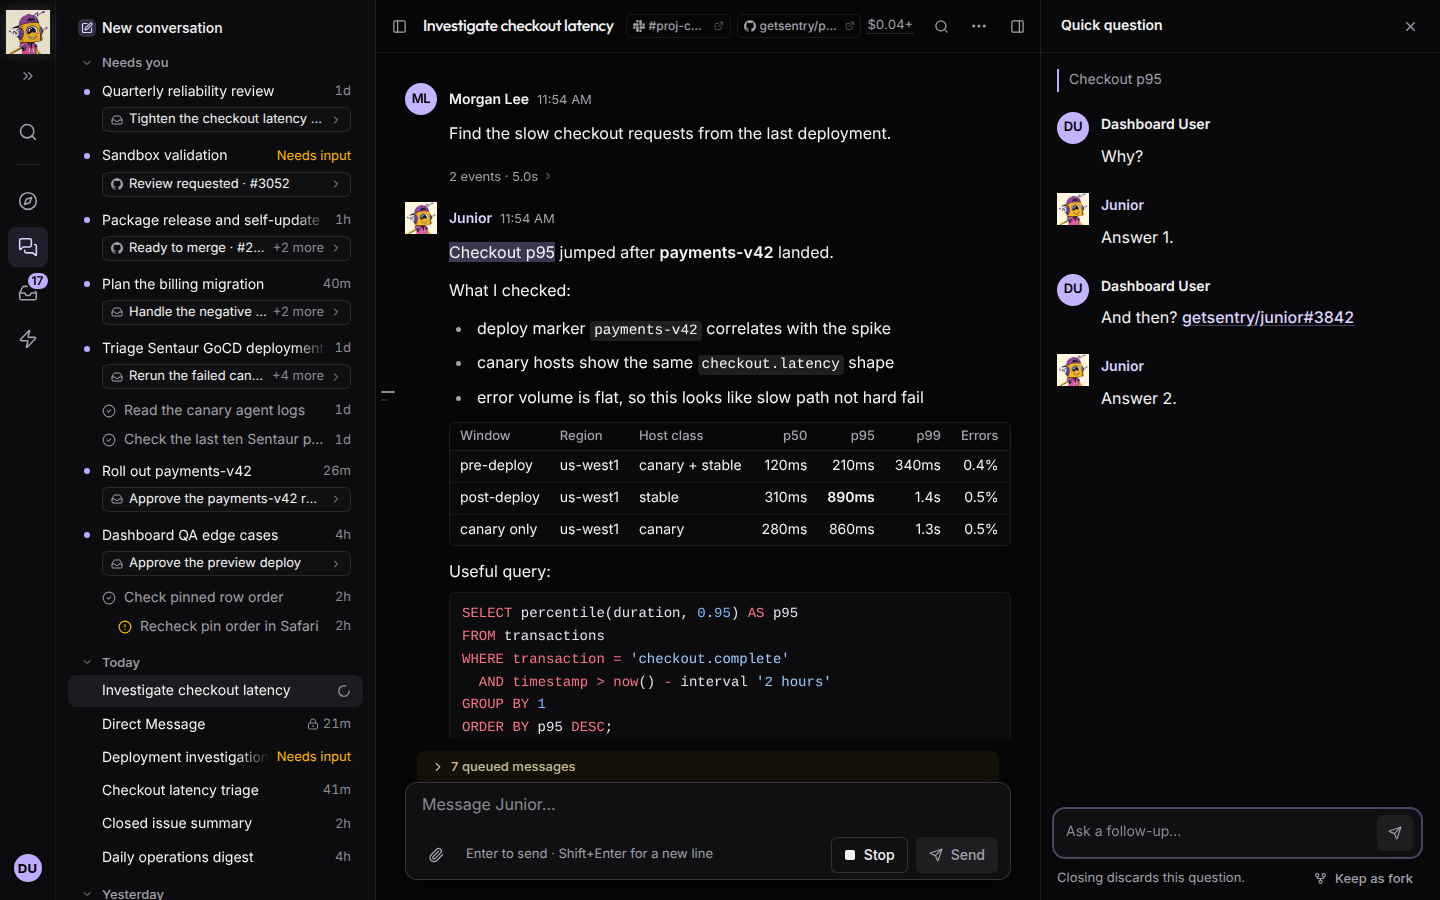 New conversation
Needs you
Quarterly reliability review 1d
Tighten the checkout latency ...
Sandbox validation Needs input
Review requested · #3052
Package release and self-update 1h
Ready to merge · #2... +2 more
17
Plan the billing migration 40m
Handle the negative ... +2 more
Triage Sentaur GoCD deployment 1d
Rerun the failed can... +4 more
Read the canary agent logs 1d
Check the last ten Sentaur p... 1d
Roll out payments-v42 26m
Approve the payments-v42 r...
Dashboard QA edge cases 4h
Approve the preview deploy
Check pinned row order 2h
Recheck pin order in Safari 2h
Today
Investigate checkout latency
Direct Message 21m
Deployment investigation Needs input
Checkout latency triage 41m
Closed issue summary 2h
Daily operations digest 4h
Yesterday
DU
Investigate checkout latency #proj-c... getsentry/p... $0.04+
ML Morgan Lee 11:54 AM
Find the slow checkout requests from the last deployment.
2 events · 5.0s
Junior 11:54 AM
Checkout p95 jumped after payments-v42 landed.
What I checked:
• deploy marker payments-v42 correlates with the spike
• canary hosts show the same checkout.latency shape
• error volume is flat, so this looks like slow path not hard fail
Window Region Host class p50 p95 p99 Errors
pre-deploy us-west1 canary + stable 120ms 210ms 340ms 0.4%
post-deploy us-west1 stable 310ms 890ms 1.4s 0.5%
canary only us-west1 canary 280ms 860ms 1.3s 0.5%
Useful query:
SELECT percentile(duration, 0.95) AS p95
FROM transactions
WHERE transaction = 'checkout.complete'
AND timestamp > now() - interval '2 hours'
GROUP BY 1
ORDER BY p95 DESC;
7 queued messages
Message Junior...
Enter to send · Shift+Enter for a new line Stop Send
Quick question
Checkout p95
DU Dashboard User
Why?
Junior
Answer 1.
DU Dashboard User
And then? getsentry/junior#3842
Junior
Answer 2.
Ask a follow-up...
Closing discards this question. Keep as fork